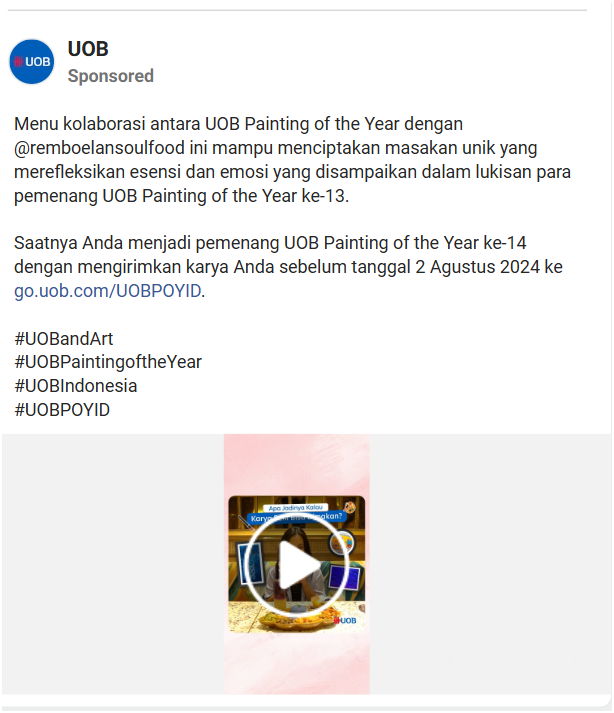 UOB
UOB
Sponsored
Menu kolaborasi antara UOB Painting of the Year dengan
@remboelansoulfood ini mampu menciptakan masakan unik yang
merefleksikan esensi dan emosi yang disampaikan dalam lukisan para
pemenang UOB Painting of the Year ke-13.
Saatnya Anda menjadi pemenang UOB Painting of the Year ke-14
dengan mengirimkan karya Anda sebelum tanggal 2 Agustus 2024 ke
go.uob.com/UOBPOYID.
#UOBandArt
#UOBPaintingoftheYear
#UOBIndonesia
#UOBPOYID
Apa Jadinya Kalau
Karya
UOB